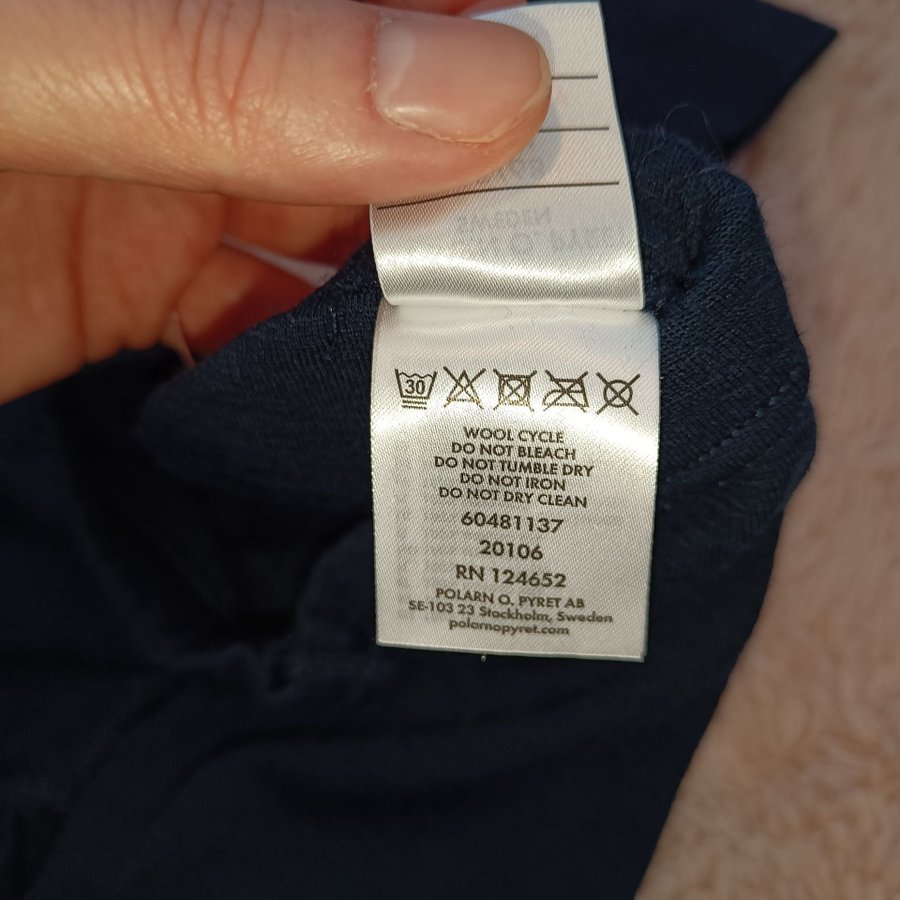 30
WOOL CYCLE
DO NOT BLEACH
DO NOT TUMBLE DRY
DO NOT IRON
DO NOT DRY CLEAN
60481137
20106
RN 124652
POLARN O. PYRET AB
SE-103 23 Stockholm, Sweden
polarnopyret.com